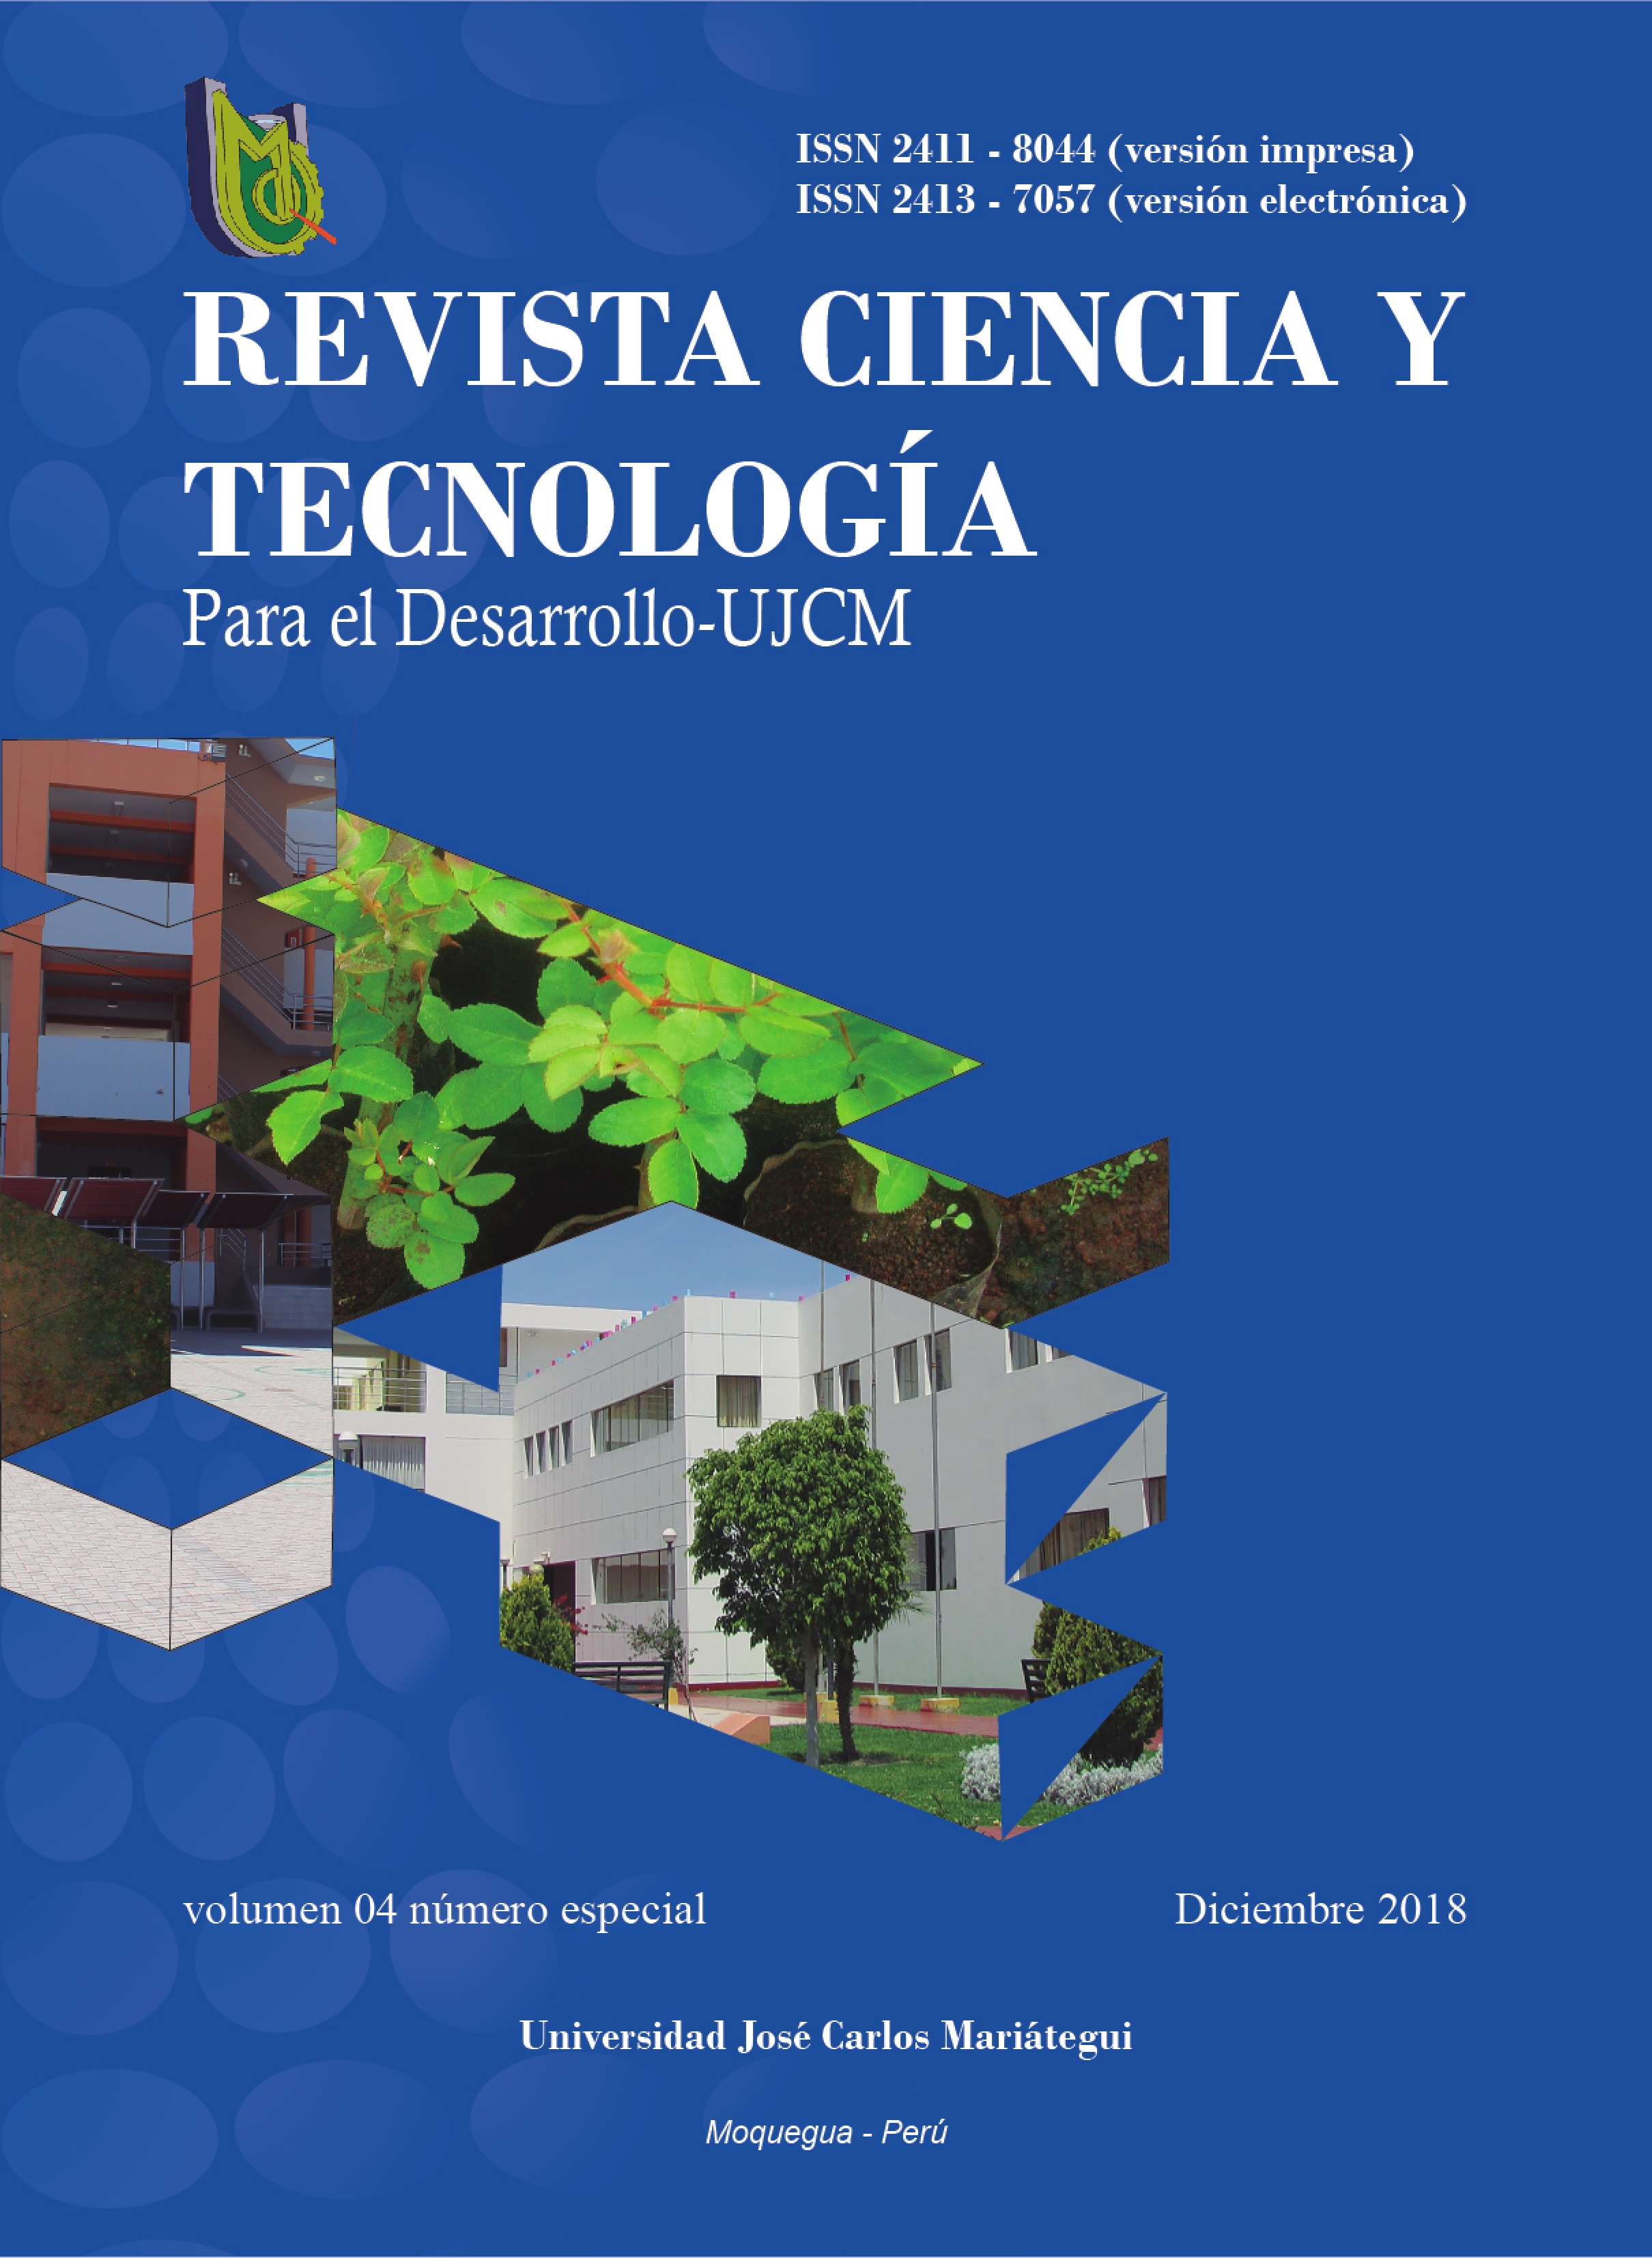 ISSN 2411 - 8044 (versión impresa)
ISSN 2413 - 7057 (versión electrónica)
REVISTA CIENCIA Y
TECNOLOGÍA
Para el Desarrollo-UJCM
volumen 04 número especial
Diciembre 2018
Universidad José Carlos Mariátegui
Moquegua - Perú